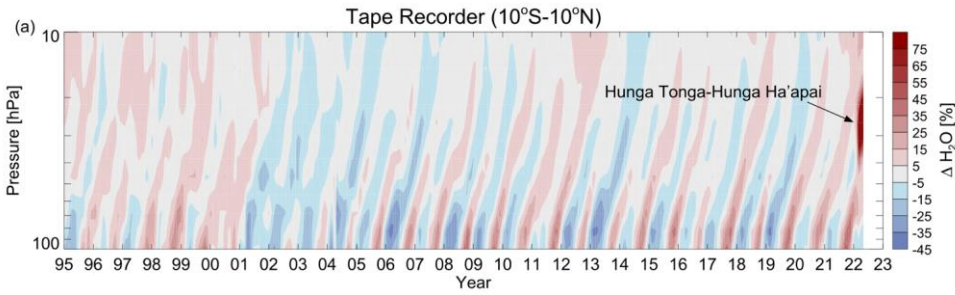 Tape Recorder (10°S-10°N)
(a)
10
100
Pressure [hPa]
Hunga Tonga-Hunga Ha'apai
95 96 97 98 99 00 01 02 03 04 05 06 07 08 09 10 11 12 13 14 15 16 17 18 19 20 21 22 23
Year
75
65
55
45
35
25
15
5
-5
-15
-25
-35
-45
Δ H₂O [%]